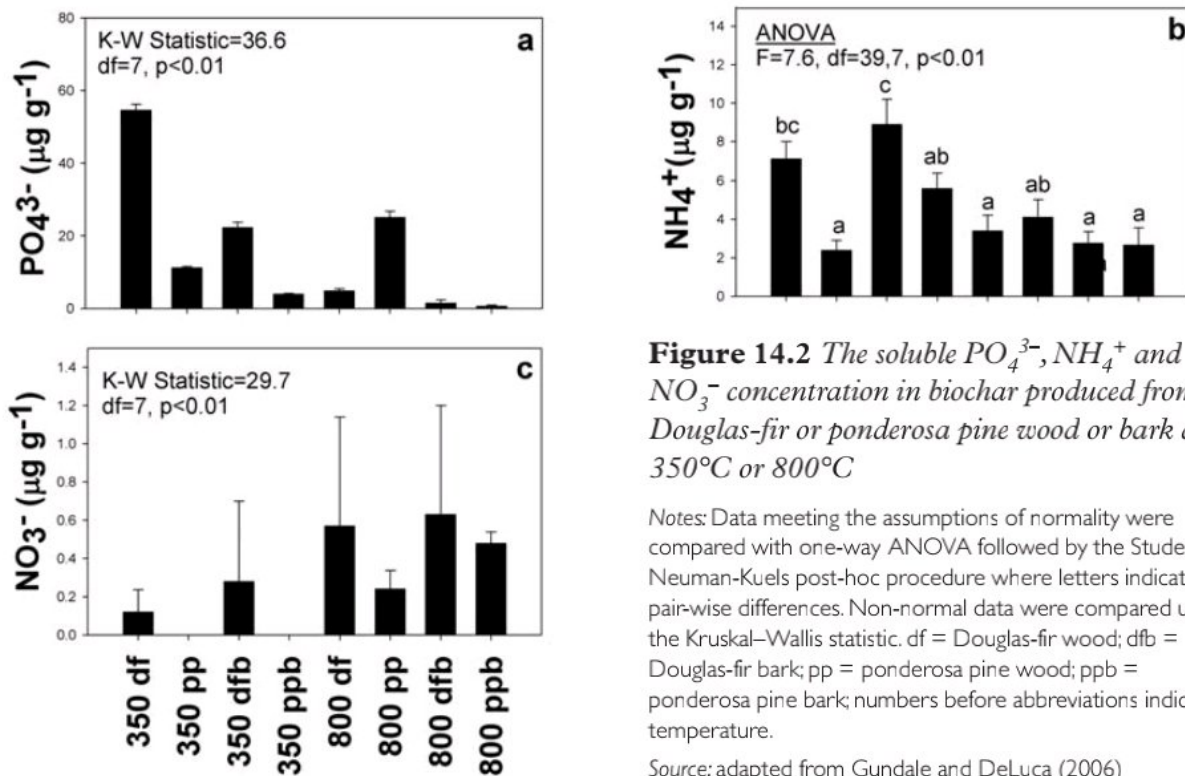 80
60
40
20
0
PO₄³⁻ (µg g⁻¹)
K-W Statistic=36.6
df=7, p<0.01
a
1.4
1.2
1.0
0.8
0.6
0.4
0.2
0.0
NO₃⁻ (µg g⁻¹)
K-W Statistic=29.7
df=7, p<0.01
c
350 df
350 pp
350 dfb
350 ppb
800 df
800 pp
800 dfb
800 ppb
14
12
10
8
6
4
2
0
NH₄⁺(µg g⁻¹)
ANOVA
F=7.6, df=39,7, p<0.01
b
bc
a
c
ab
a
ab
a
a
Figure 14.2 The soluble PO₄³⁻, NH₄⁺ and
NO₃⁻ concentration in biochar produced from
Douglas-fir or ponderosa pine wood or bark
350°C or 800°C
Notes: Data meeting the assumptions of normality were
compared with one-way ANOVA followed by the Stude
Neuman-Kuels post-hoc procedure where letters indicat
pair-wise differences. Non-normal data were compared u
the Kruskal–Wallis statistic. df = Douglas-fir wood; dfb =
Douglas-fir bark; pp = ponderosa pine wood; ppb =
ponderosa pine bark; numbers before abbreviations indic
temperature.
Source: adapted from Gundale and DeLuca (2006)